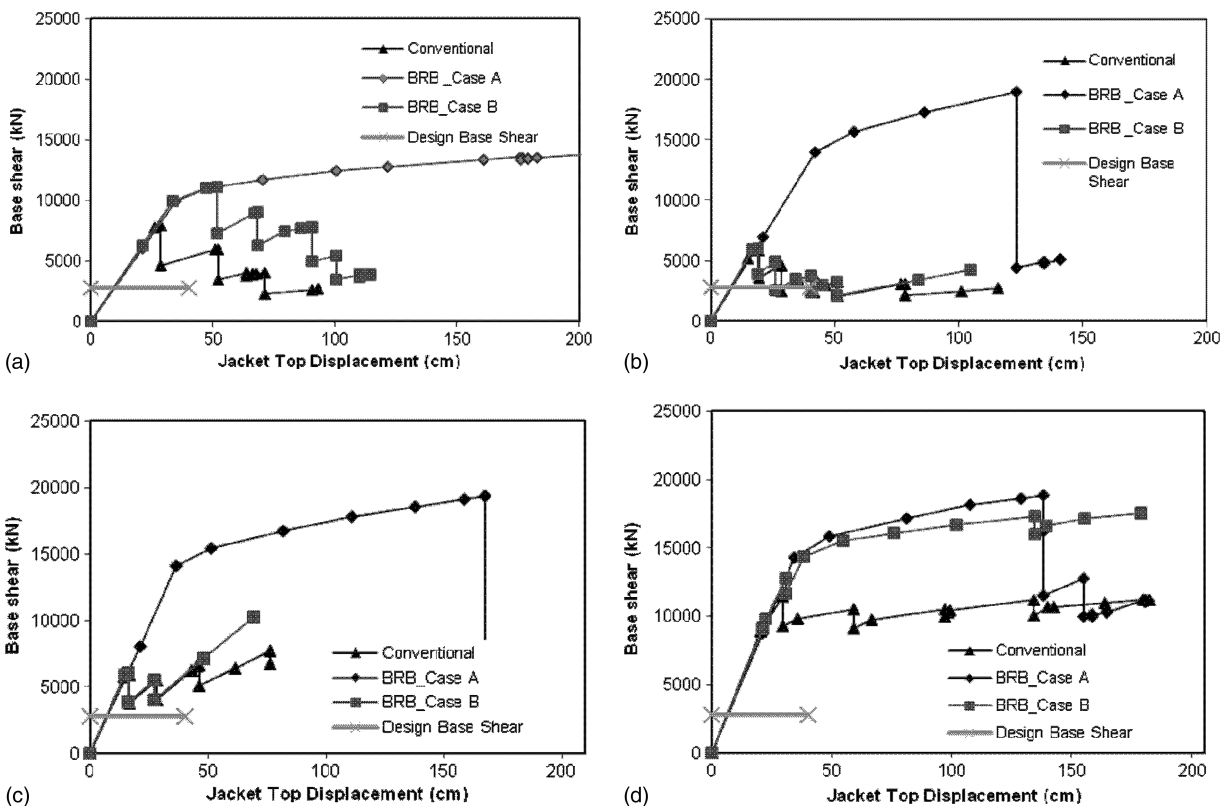 25000
20000
15000
10000
5000
0
Base shear (kN)
Conventional
BRB _Case A
BRB_Case B
Design Base Shear
0 50 100 150 200
Jacket Top Displacement (cm)
(a)
25000
20000
15000
10000
5000
0
Base shear (kN)
Conventional
BRB _Case A
BRB _Case B
Design Base
Shear
0 50 100 150 200
Jacket Top Displacement (cm)
(b)
25000
20000
15000
10000
5000
0
Base shear (kN)
Conventional
BRB_Case A
BRB_Case B
Design Base Shear
0 50 100 150 200
Jacket Top Displacement (cm)
(c)
25000
20000
15000
10000
5000
0
Base shear (kN)
Conventional
BRB_Case A
BRB_Case B
Design Base Shear
0 50 100 150 200
Jacket Top Displacement (cm)
(d)